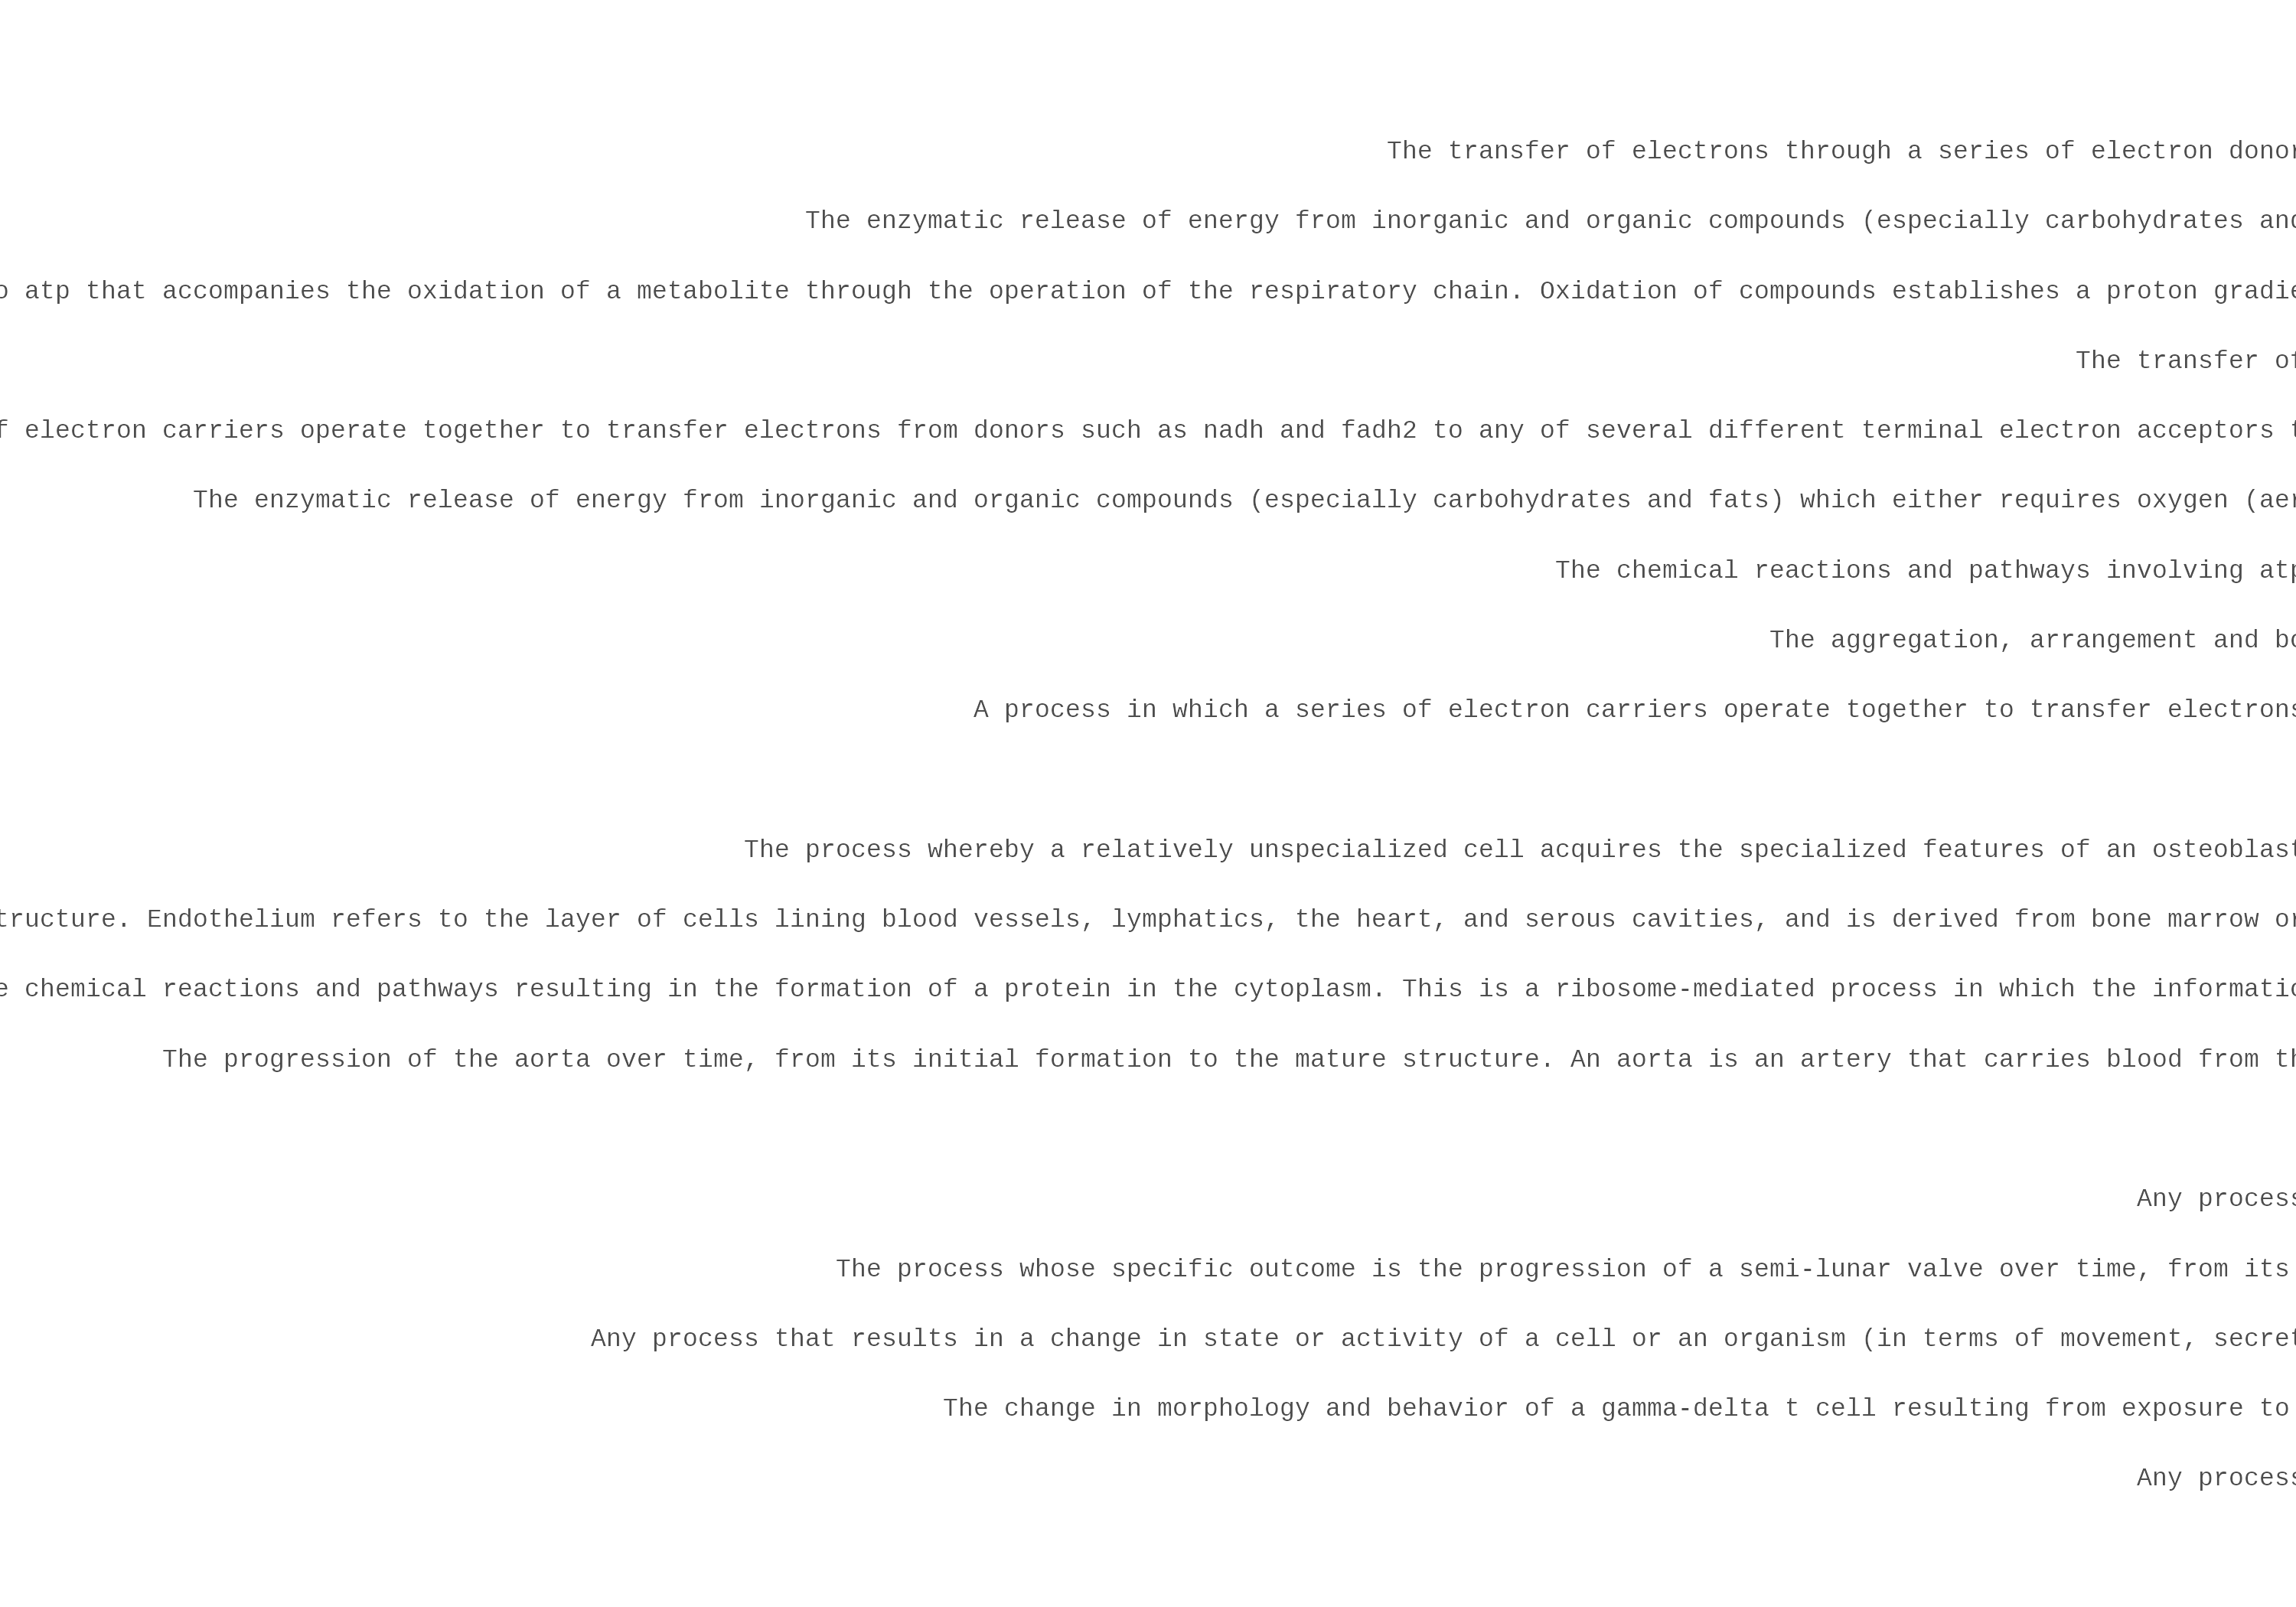 The transfer of electrons through a series of electron donor
The enzymatic release of energy from inorganic and organic compounds (especially carbohydrates and
atp that accompanies the oxidation of a metabolite through the operation of the respiratory chain. Oxidation of compounds establishes a proton gradie
The transfer of
electron carriers operate together to transfer electrons from donors such as nadh and fadh2 to any of several different terminal electron acceptors t
The enzymatic release of energy from inorganic and organic compounds (especially carbohydrates and fats) which either requires oxygen (aer
The chemical reactions and pathways involving atp
The aggregation, arrangement and bo
A process in which a series of electron carriers operate together to transfer electrons
The process whereby a relatively unspecialized cell acquires the specialized features of an osteoblast
tructure. Endothelium refers to the layer of cells lining blood vessels, lymphatics, the heart, and serous cavities, and is derived from bone marrow or
e chemical reactions and pathways resulting in the formation of a protein in the cytoplasm. This is a ribosome-mediated process in which the informatio
The progression of the aorta over time, from its initial formation to the mature structure. An aorta is an artery that carries blood from th
Any process
The process whose specific outcome is the progression of a semi-lunar valve over time, from its
Any process that results in a change in state or activity of a cell or an organism (in terms of movement, secret
The change in morphology and behavior of a gamma-delta t cell resulting from exposure to
Any process